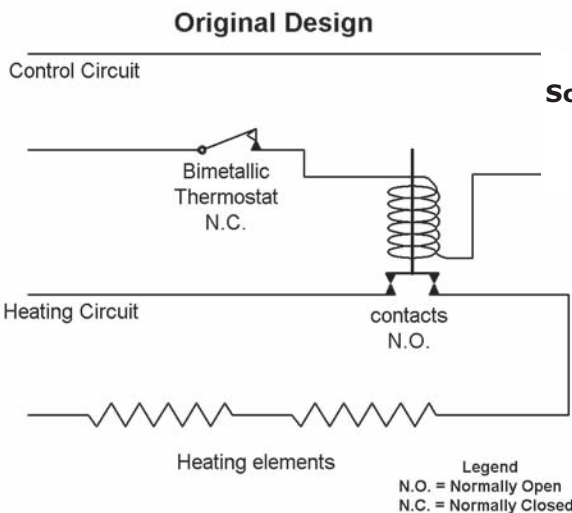 Original Design
Control Circuit
Bimetallic
Thermostat
N.C.
Heating Circuit
contacts
N.O.
Heating elements
Legend
N.O. = Normally Open
N.C. = Normally Closed